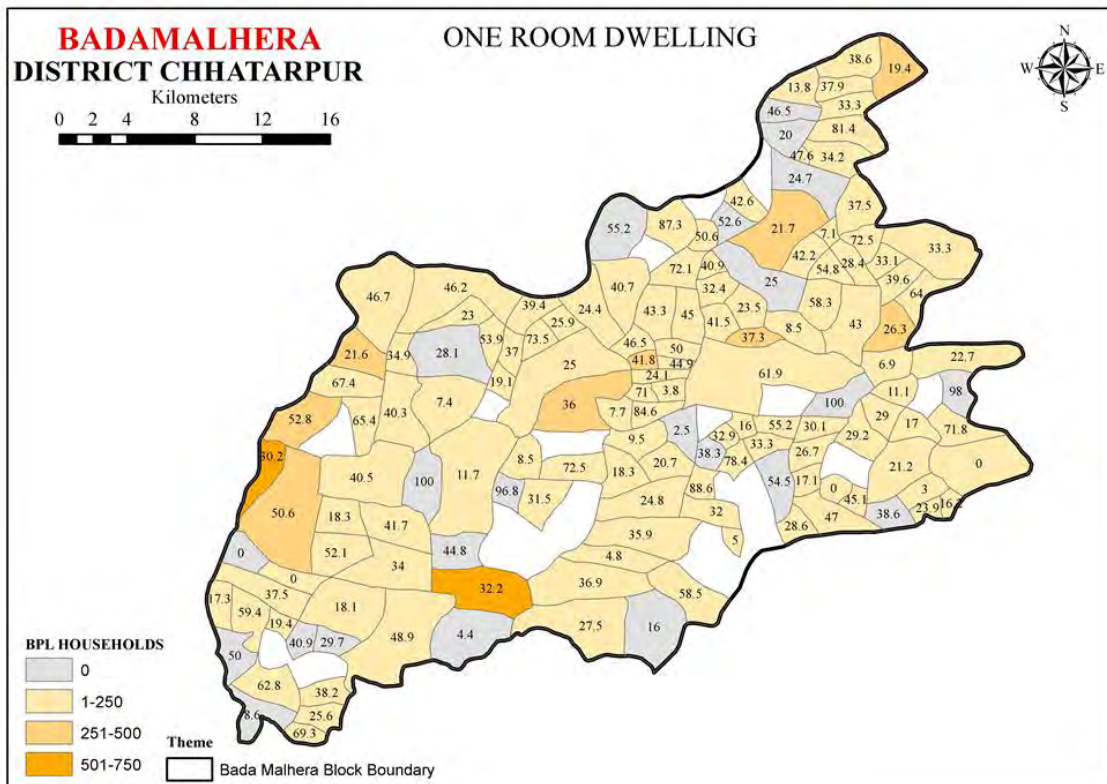 BADAMALHERA
DISTRICT CHHATARPUR
ONE ROOM DWELLING
Kilometers
0 2 4 8 12 16
N
W E
S
38.6
19.4
13.8 37.9
33.3
46.5
81.4
20
47.6 34.2
24.7
42.6
37.5
55.2 87.3 52.6
21.7 7.1
50.6 72.5
33.3
42.2 28.4 33.1
72.1 40.9 54.8
39.6
25
46.7 46.2 40.7 32.4 64
39.4 24.4 43.3 45 23.5 58.3
23 25.9 41.5 8.5 43 26.3
53.9 73.5 37.3
21.6 34.9 28.1 37 46.5 50
41.8 44.9 22.7
25 61.9 6.9
67.4 19.1 24.1
7.4 71 3.8 11.1 98
36 100
40.3 7.7 84.6
52.8 65.4 2.5 16 55.2 30.1 29 17 71.8
9.5 32.9 33.3 29.2
30.2 8.5 38.3 78.4 26.7
72.5 18.3 20.7 21.2 0
40.5 100 11.7 54.5 17.1
96.8 31.5 24.8 88.6 0 45.1 3
50.6 18.3 32 38.6 23.9 16.2
41.7 28.6 47
35.9 5
0 52.1 44.8
34 4.8
0 32.2 36.9
17.3 37.5 58.5
59.4 18.1
19.4 27.5 16
40.9 29.7 48.9 4.4
50
62.8 38.2
8.6 25.6
69.3
BPL HOUSEHOLDS
0
1-250
251-500
501-750
Theme
Bada Malhera Block Boundary